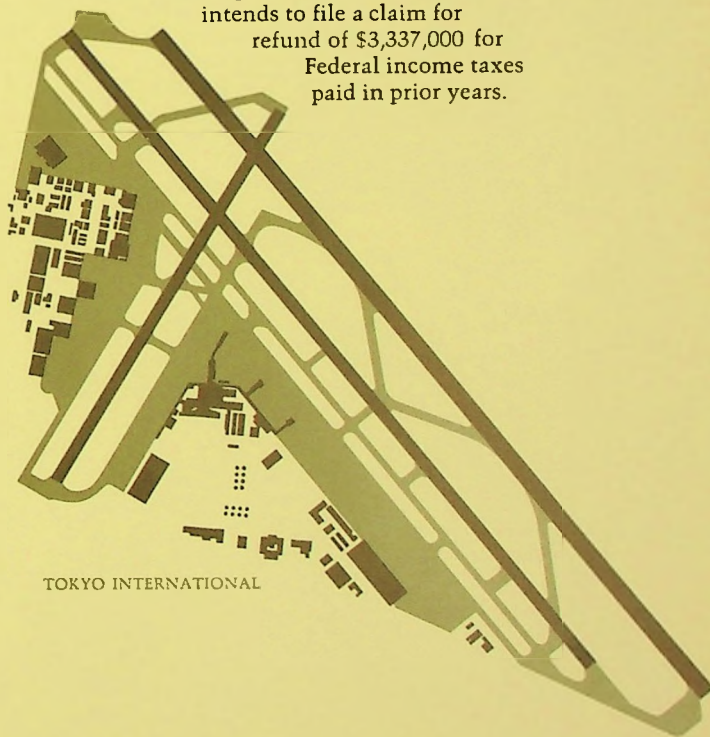 intends to file a claim for
refund of $3,337,000 for
Federal income taxes
paid in prior years.
TOKYO INTERNATIONAL